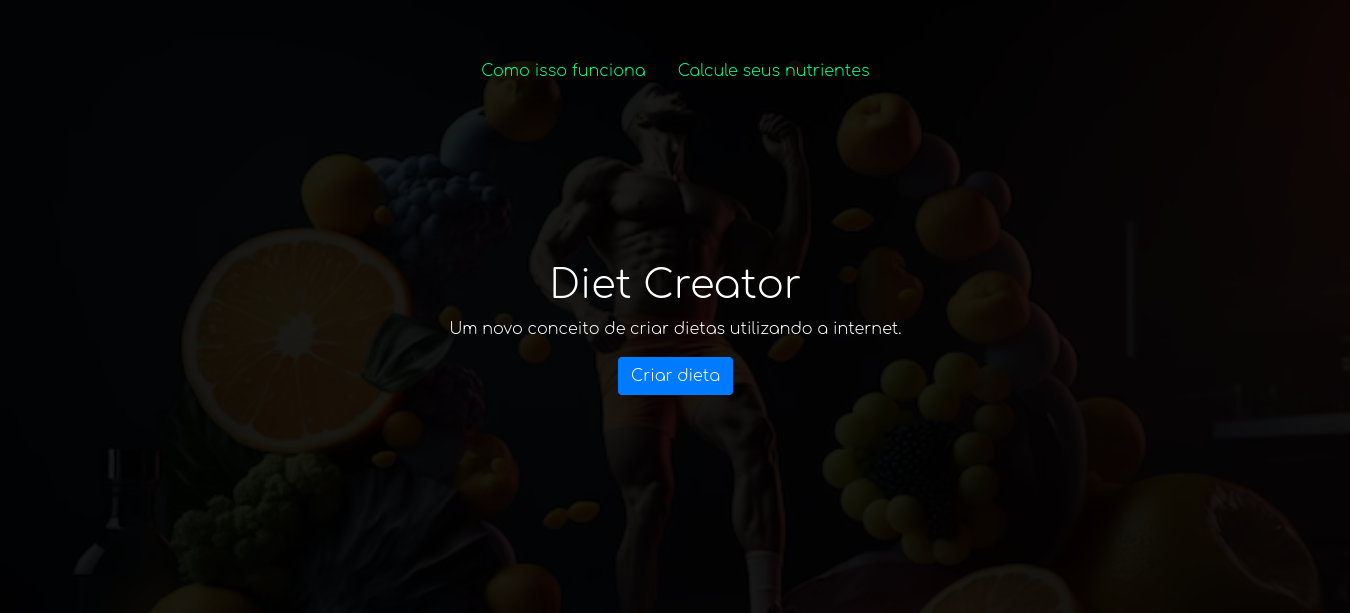 Como isso funciona Calcule seus nutrientes
Diet Creator
Um novo conceito de criar dietas utilizando a internet.
Criar dieta